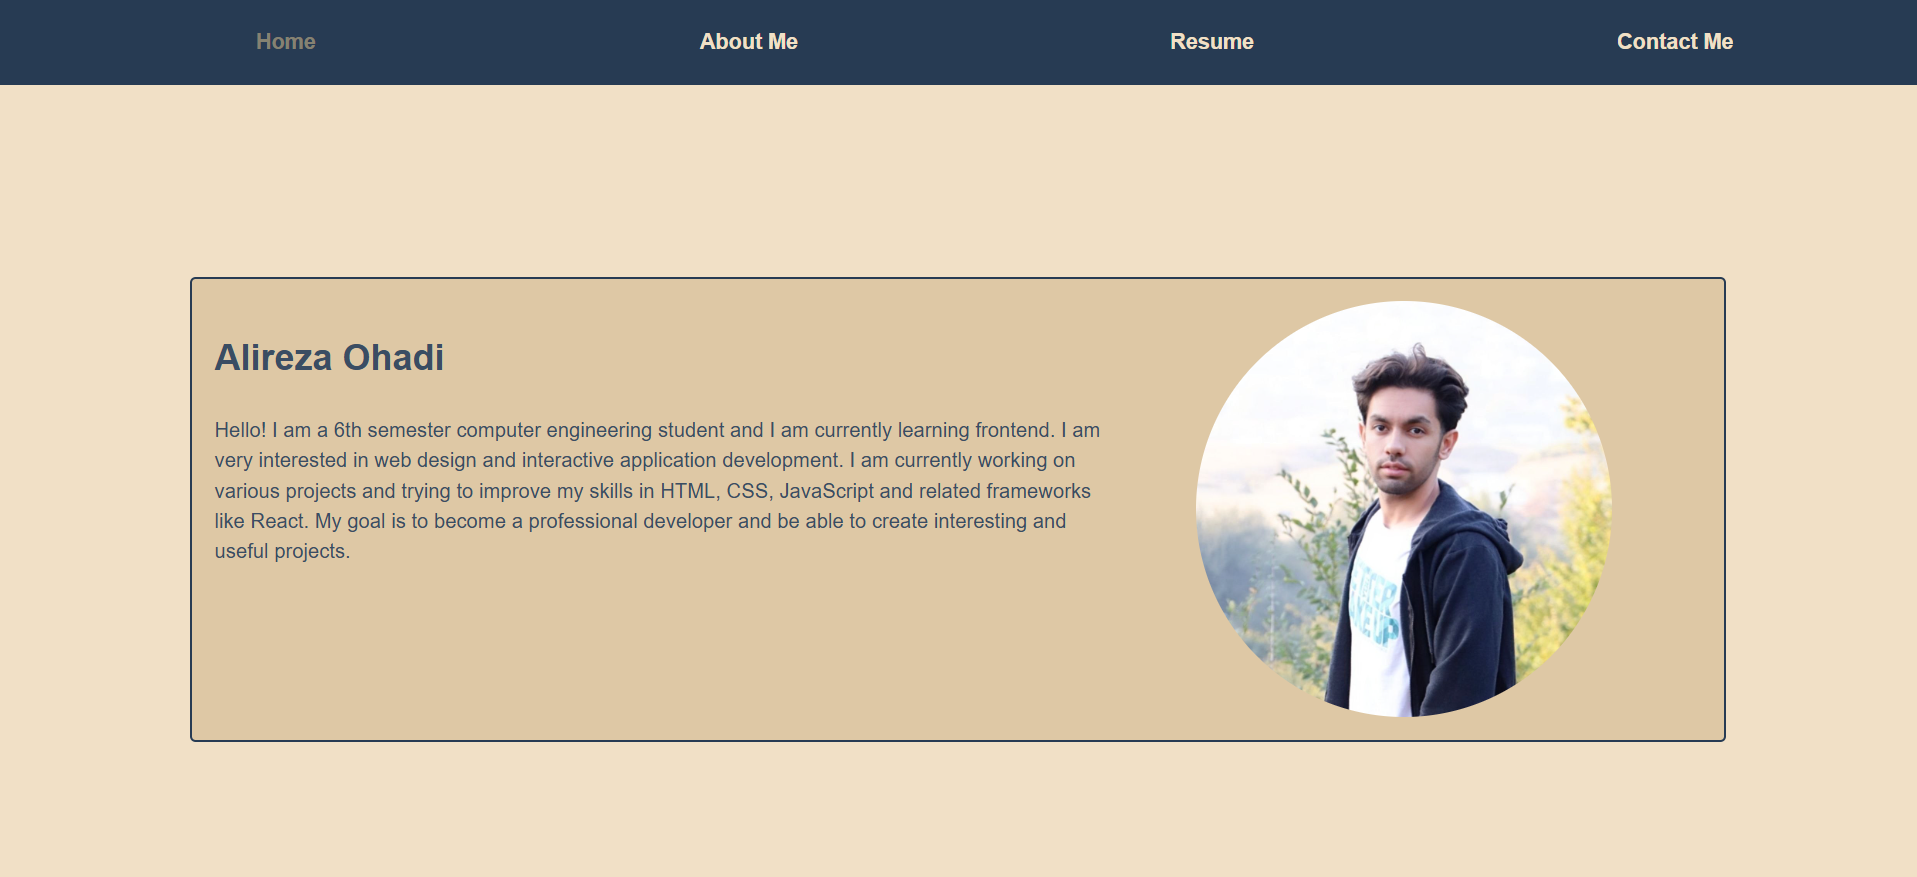 Home About Me Resume Contact Me
Alireza Ohadi
Hello! I am a 6th semester computer engineering student and I am currently learning frontend. I am
very interested in web design and interactive application development. I am currently working on
various projects and trying to improve my skills in HTML, CSS, JavaScript and related frameworks
like React. My goal is to become a professional developer and be able to create interesting and
useful projects.